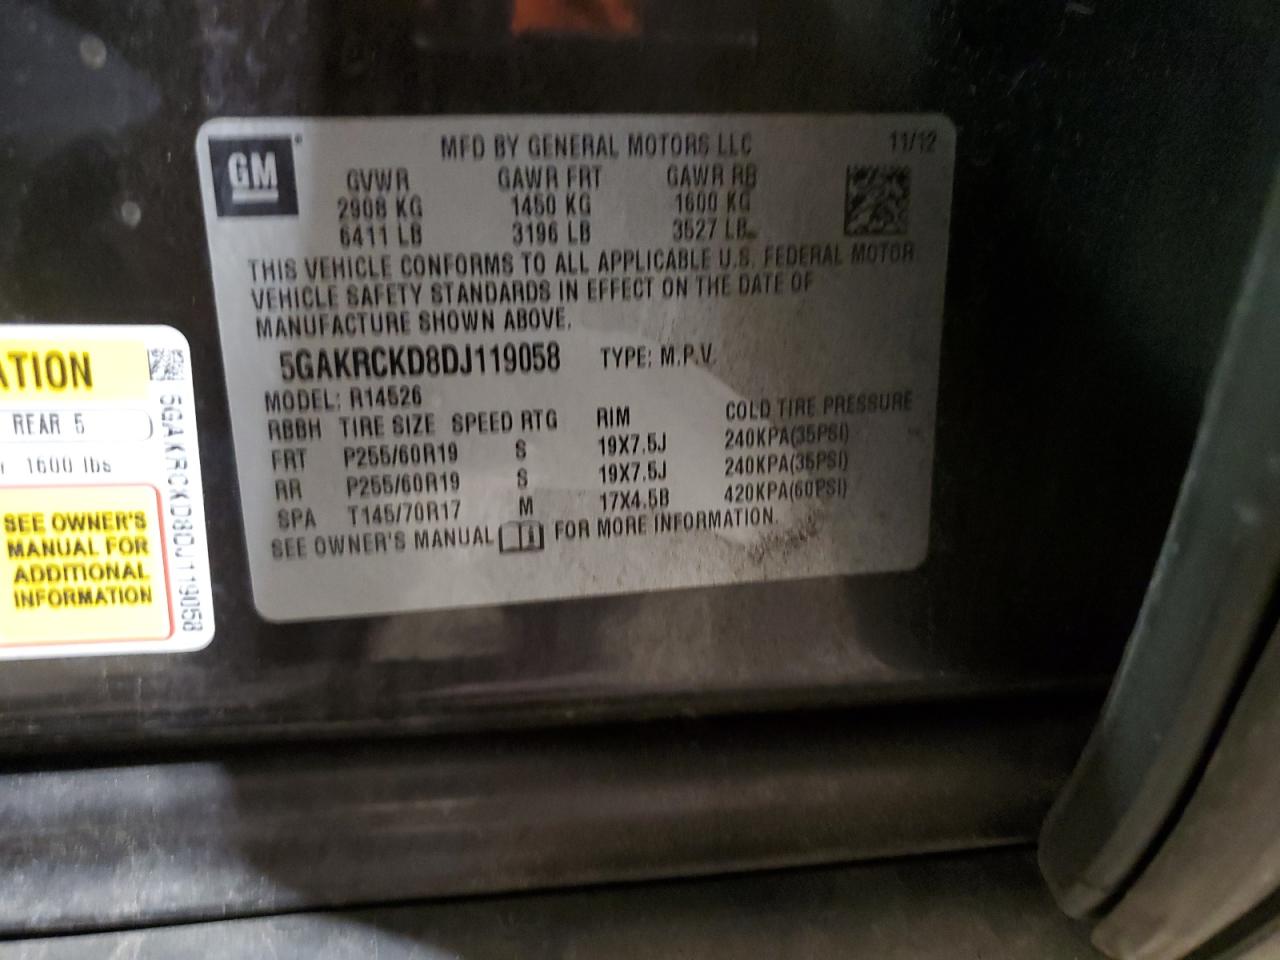 GM
MFD BY GENERAL MOTORS LLC 11/12
GVWR GAWR FRT GAWR RR
2908 KG 1450 KG 1600 KG
6411 LB 3196 LB 3527 LB
THIS VEHICLE CONFORMS TO ALL APPLICABLE U.S. FEDERAL MOTOR
VEHICLE SAFETY STANDARDS IN EFFECT ON THE DATE OF
MANUFACTURE SHOWN ABOVE.
5GAKRCKD8DJ119058 TYPE: M.P.V.
MODEL: R14526
RBBH TIRE SIZE SPEED RTG RIM COLD TIRE PRESSURE
FRT P255/60R19 S 19X7.5J 240KPA(35PSI)
RR P255/60R19 S 19X7.5J 240KPA(35PSI)
SPA T145/70R17 M 17X4.5B 420KPA(60PSI)
SEE OWNER'S MANUAL FOR MORE INFORMATION.
ATION
REAR 5
1600 lbs
SEE OWNER'S
MANUAL FOR
ADDITIONAL
INFORMATION
5GAKRCKD8DJ119058